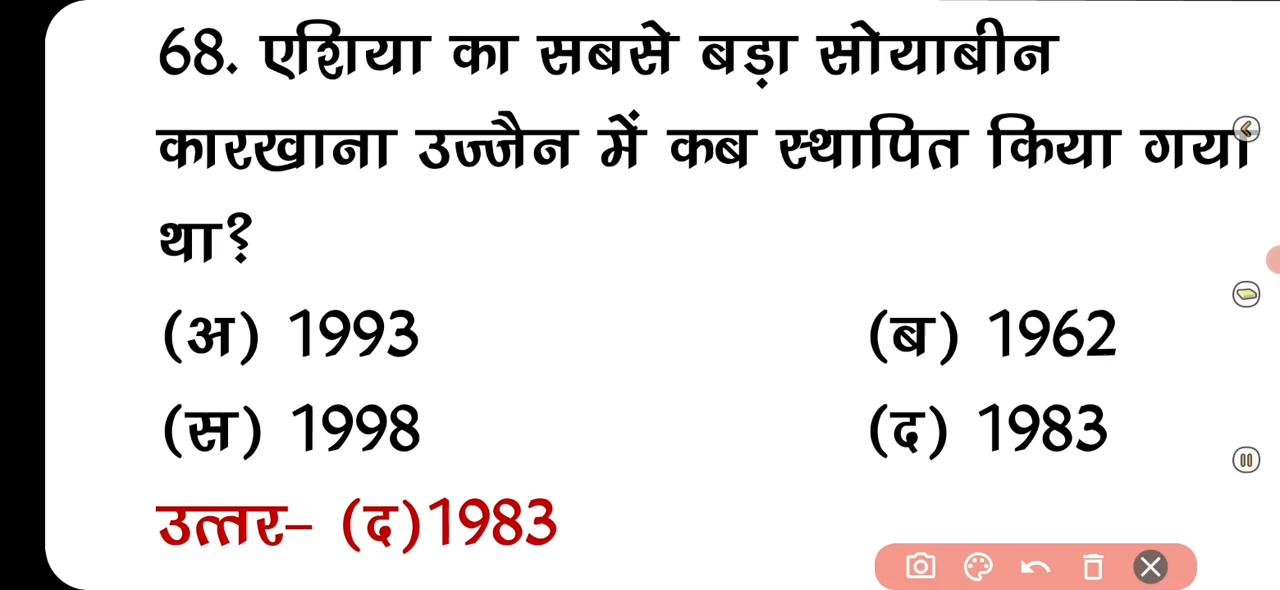 68. एशिया का सबसे बड़ा सोयाबीन
कारखाना उज्जैन में कब स्थापित किया गया
था?
(अ) 1993 (ब) 1962
(स) 1998 (द) 1983
उत्तर– (द)1983